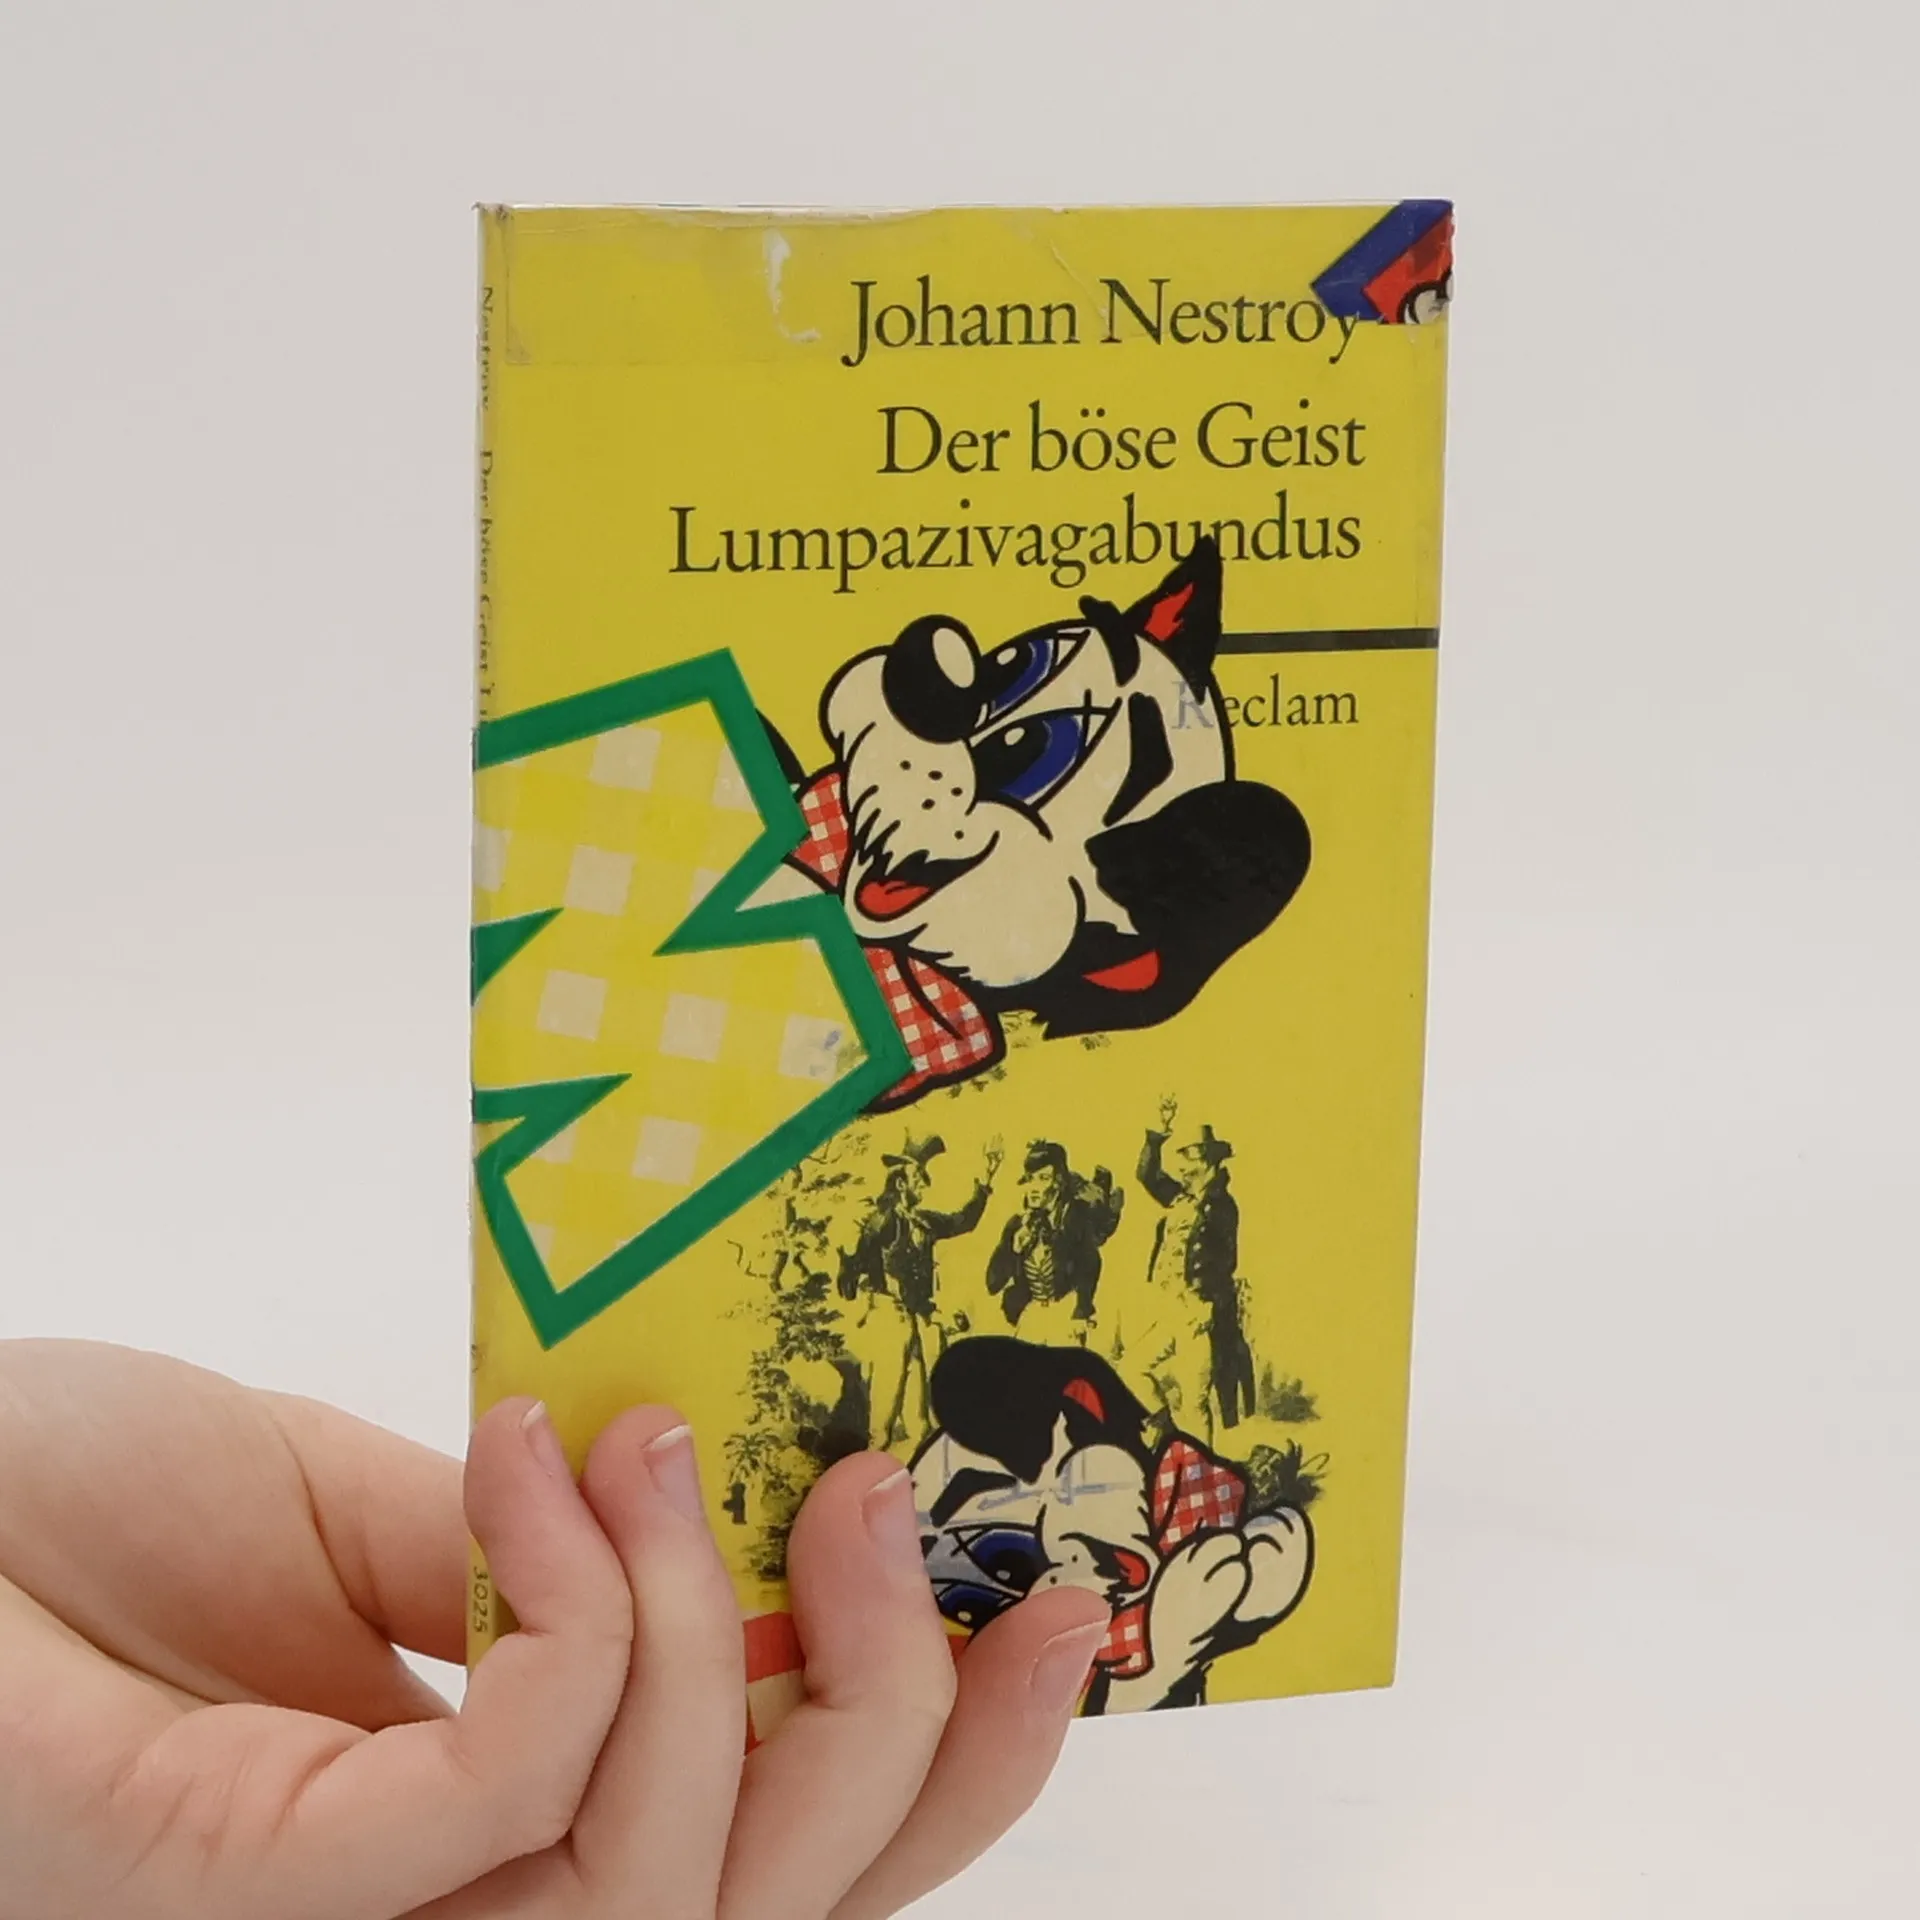 Johann Nestroy
Der böse Geist
Lumpazivagabundus
Reclam
Nestroy Der böse Geist
3025